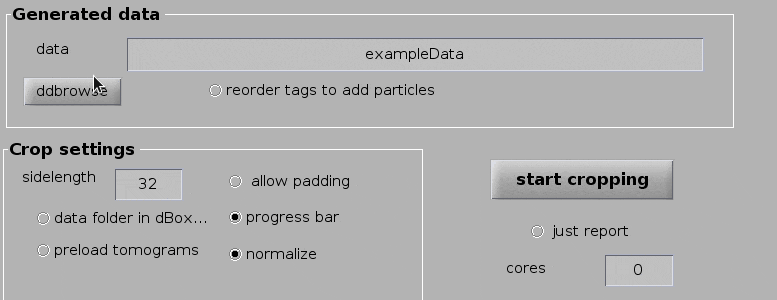 Generated data
data
exampleData
ddbrowse
reorder tags to add particles
Crop settings
sidelength
32
allow padding
start cropping
data folder in dBox...
progress bar
just report
preload tomograms
normalize
cores
0